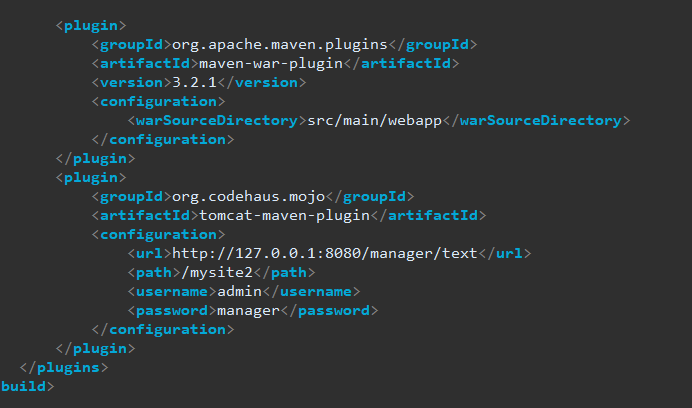 <plugin>
<groupId>org.apache.maven.plugins</groupId>
<artifactId>maven-war-plugin</artifactId>
<version>3.2.1</version>
<configuration>
<warSourceDirectory>src/main/webapp</warSourceDirectory>
</configuration>
</plugin>
<plugin>
<groupId>org.codehaus.mojo</groupId>
<artifactId>tomcat-maven-plugin</artifactId>
<configuration>
<url>http://127.0.0.1:8080/manager/text</url>
<path>/mysite2</path>
<username>admin</username>
<password>manager</password>
</configuration>
</plugin>
</plugins>
build>